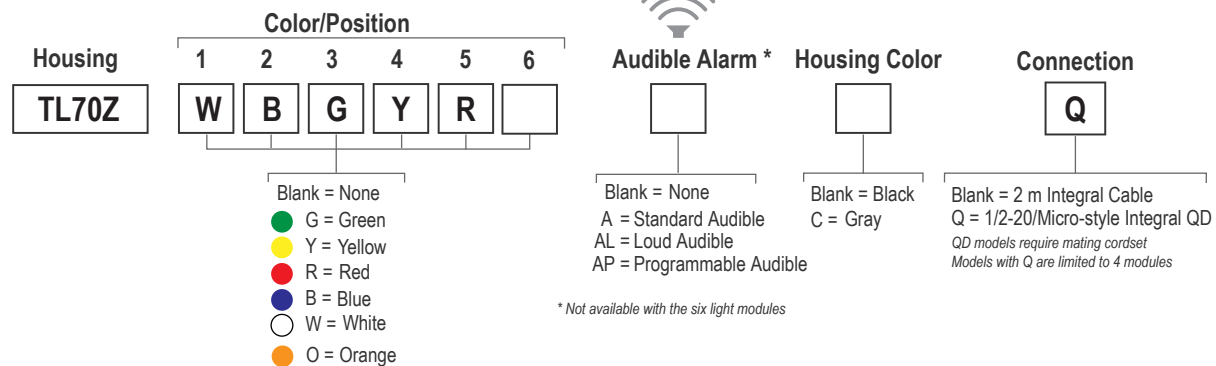 Color/Position
Housing 1 2 3 4 5 6 Audible Alarm * Housing Color Connection
TL70Z W B G Y R Q
Blank = None
G = Green
Y = Yellow
R = Red
B = Blue
W = White
O = Orange
Blank = None
A = Standard Audible
AL = Loud Audible
AP = Programmable Audible
* Not available with the six light modules
Blank = Black
C = Gray
Blank = 2 m Integral Cable
Q = 1/2-20/Micro-style Integral QD
QD models require mating cordset
Models with Q are limited to 4 modules